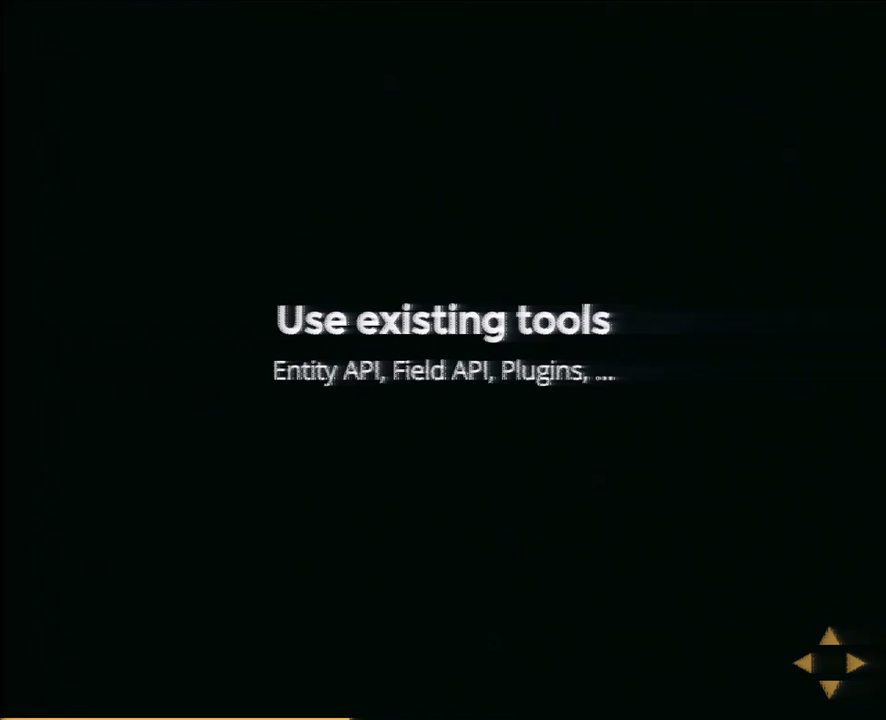 Use existing tools
Entity API, Field API, Plugins, ...